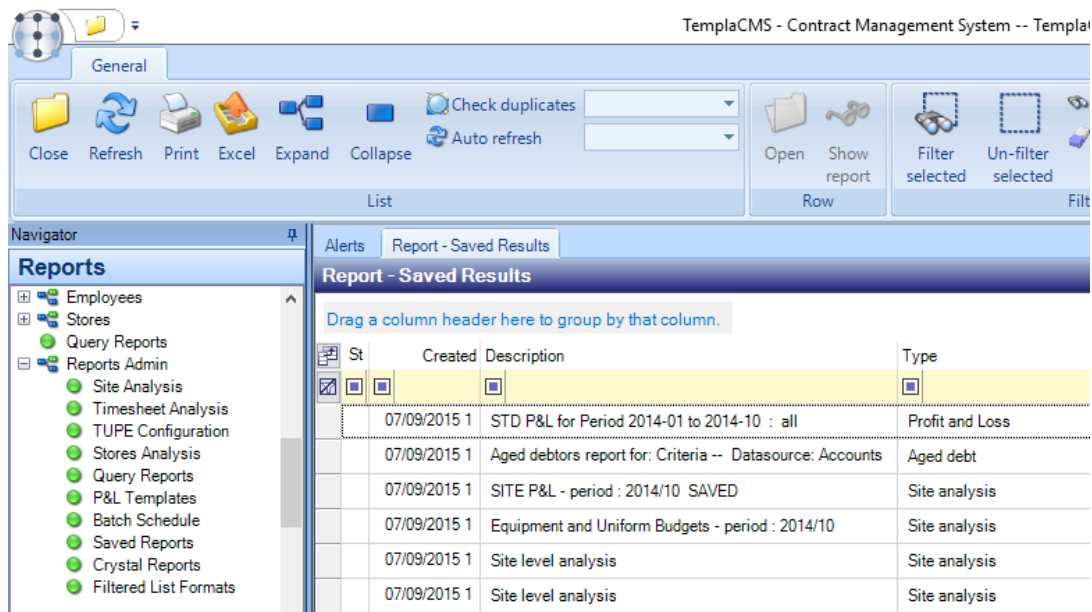 TemplaCMS - Contract Management System -- Templa
General
Close Refresh Print Excel Expand Collapse
Check duplicates
Auto refresh
Open Show report
Filter selected Un-filter selected
List Row Filt
Navigator
Reports
Employees
Stores
Query Reports
Reports Admin
Site Analysis
Timesheet Analysis
TUPE Configuration
Stores Analysis
Query Reports
P&L Templates
Batch Schedule
Saved Reports
Crystal Reports
Filtered List Formats
Alerts Report - Saved Results
Report - Saved Results
Drag a column header here to group by that column.
St Created Description Type
07/09/2015 1 STD P&L for Period 2014-01 to 2014-10 : all Profit and Loss
07/09/2015 1 Aged debtors report for: Criteria -- Datasource: Accounts Aged debt
07/09/2015 1 SITE P&L - period : 2014/10 SAVED Site analysis
07/09/2015 1 Equipment and Uniform Budgets - period : 2014/10 Site analysis
07/09/2015 1 Site level analysis Site analysis
07/09/2015 1 Site level analysis Site analysis